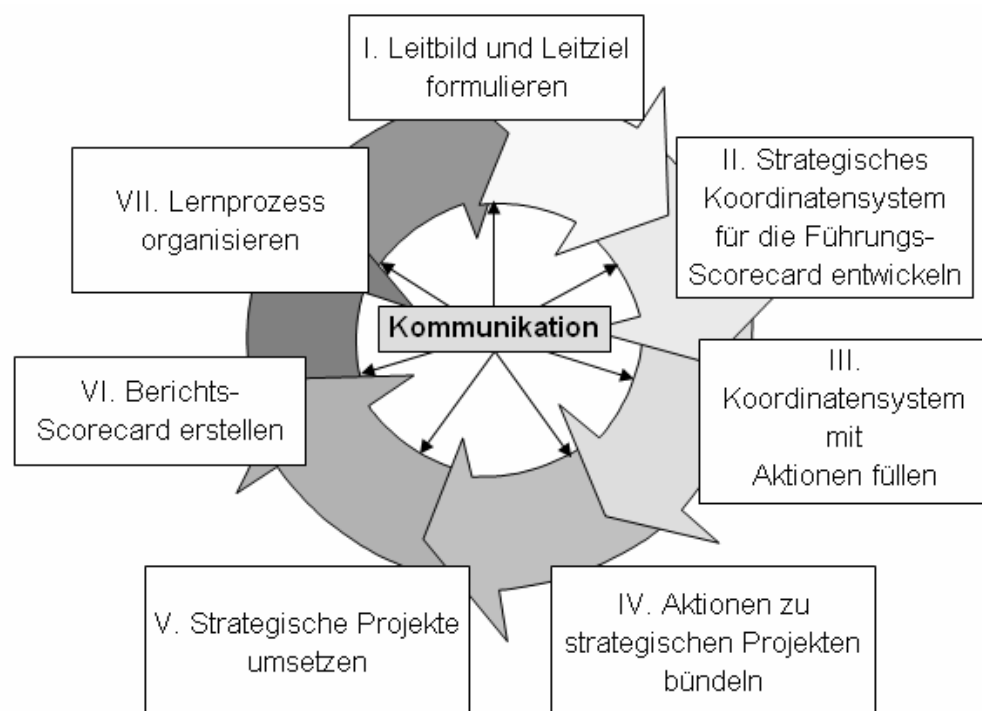 I. Leitbild und Leitziel
formulieren
II. Strategisches
Koordinatensystem
für die Führungs-
Scorecard entwickeln
III.
Koordinatensystem
mit
Aktionen füllen
IV. Aktionen zu
strategischen Projekten
bündeln
V. Strategische Projekte
umsetzen
VI. Berichts-
Scorecard erstellen
VII. Lernprozess
organisieren
Kommunikation